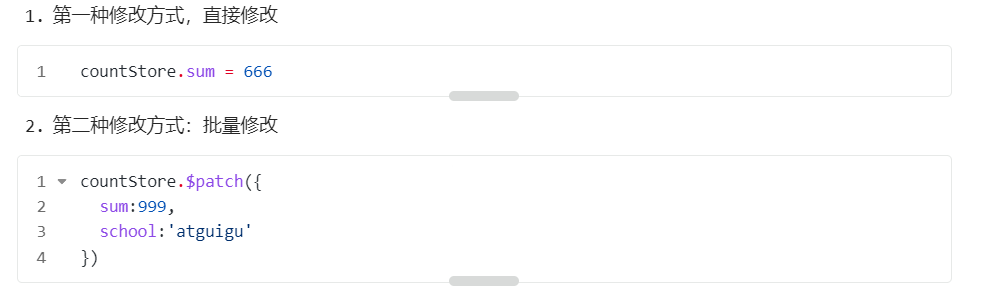 1. 第一种修改方式，直接修改
1 countStore.sum = 666
2. 第二种修改方式：批量修改
1 countStore.$patch({
2 sum:999,
3 school:'atguigu'
4 })